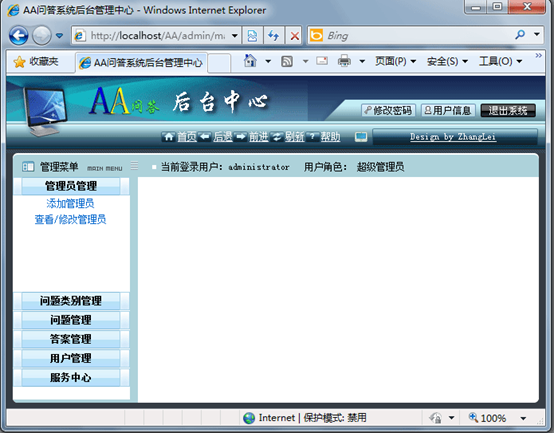 AA问答系统后台管理中心 - Windows Internet Explorer
http://localhost/AA/admin/m
Bing
收藏夹 AA问答系统后台管理中心 页面(P) 安全(S) 工具(O)
AA问答 后台中心
修改密码 用户信息 退出系统
首页 后退 前进 刷新 帮助 Design by ZhangLei
管理菜单 MAIN MENU 当前登录用户: administrator 用户角色: 超级管理员
管理员管理
添加管理员
查看/修改管理员
问题类别管理
问题管理
答案管理
用户管理
服务中心
Internet | 保护模式: 禁用 100%